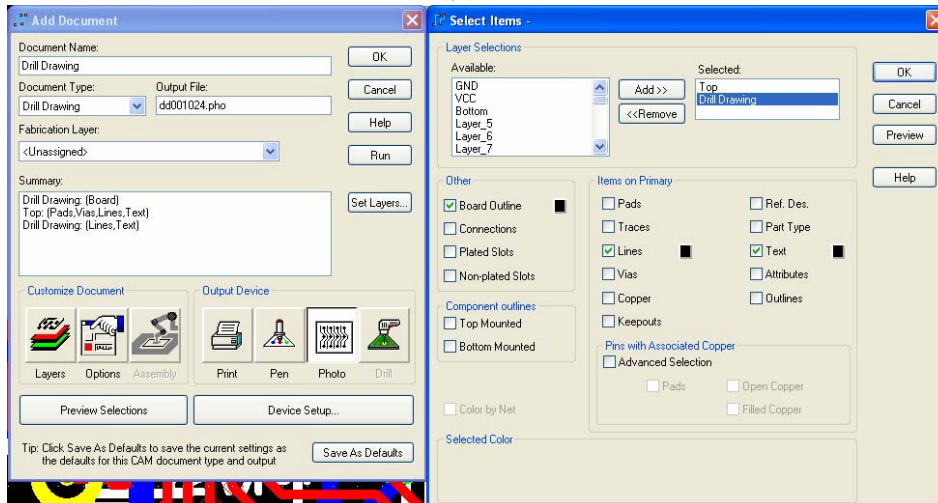 Add Document
Document Name:
Drill Drawing
OK
Document Type:
Output File:
Drill Drawing
dd001024.pho
Cancel
Fabrication Layer:
Help
<Unassigned>
Run
Summary:
Drill Drawing: (Board)
Top: (Pads,Vias,Lines,Text)
Drill Drawing: (Lines,Text)
Set Layers...
Customize Document
Output Device
Layers
Options
Assembly
Print
Pen
Photo
Drill
Preview Selections
Device Setup...
Tip: Click Save As Defaults to save the current settings as
the defaults for this CAM document type and output
Save As Defaults
Select Items -
Layer Selections
Available:
Selected:
GND
VCC
Bottom
Layer_5
Layer_6
Layer_7
Add >>
<<Remove
Top
Drill Drawing
OK
Cancel
Preview
Help
Other
Board Outline
Connections
Plated Slots
Non-plated Slots
Component outlines
Top Mounted
Bottom Mounted
Color by Net
Items on Primary
Pads
Ref. Des.
Traces
Part Type
Lines
Text
Vias
Attributes
Copper
Outlines
Keepouts
Pins with Associated Copper
Advanced Selection
Pads
Open Copper
Filled Copper
Selected Color